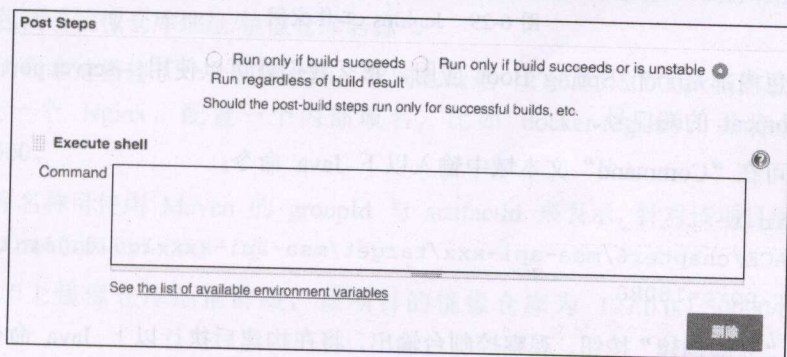 Post Steps
Run only if build succeeds Run only if build succeeds or is unstable
Run regardless of build result
Should the post-build steps run only for successful builds, etc.
Execute shell
Command
See the list of available environment variables
删除